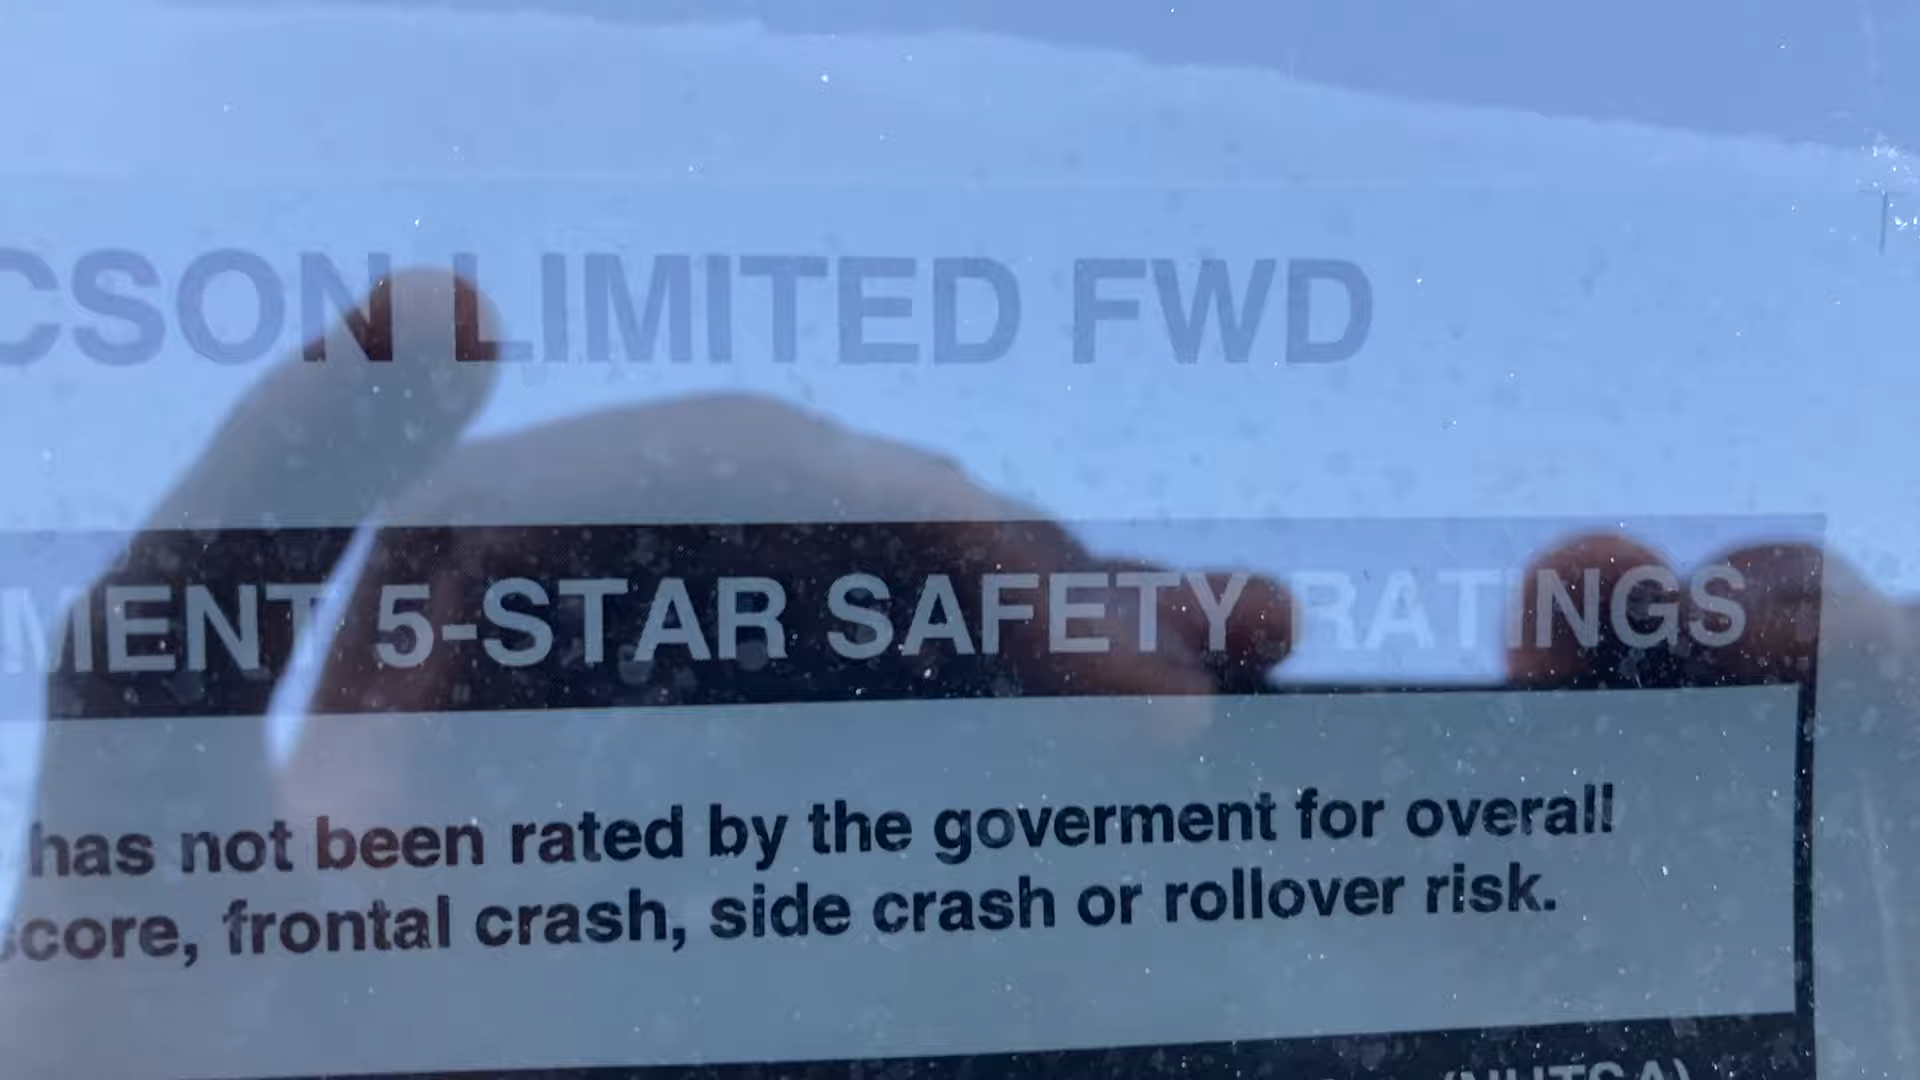 CSON LIMITED FWD
MENT 5-STAR SAFETY RATINGS
has not been rated by the goverment for overall
score, frontal crash, side crash or rollover risk.
(NHTSA)